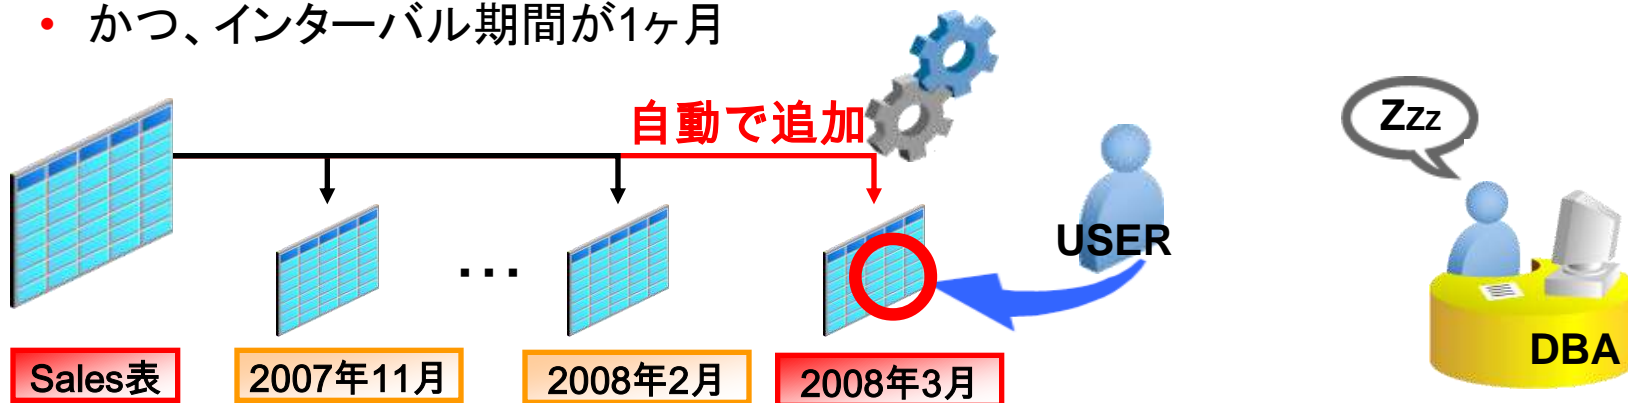 • かつ、インターバル期間が1ヶ月
自動で追加
Zzz
USER
...
DBA
Sales表
2007年11月
2008年2月
2008年3月